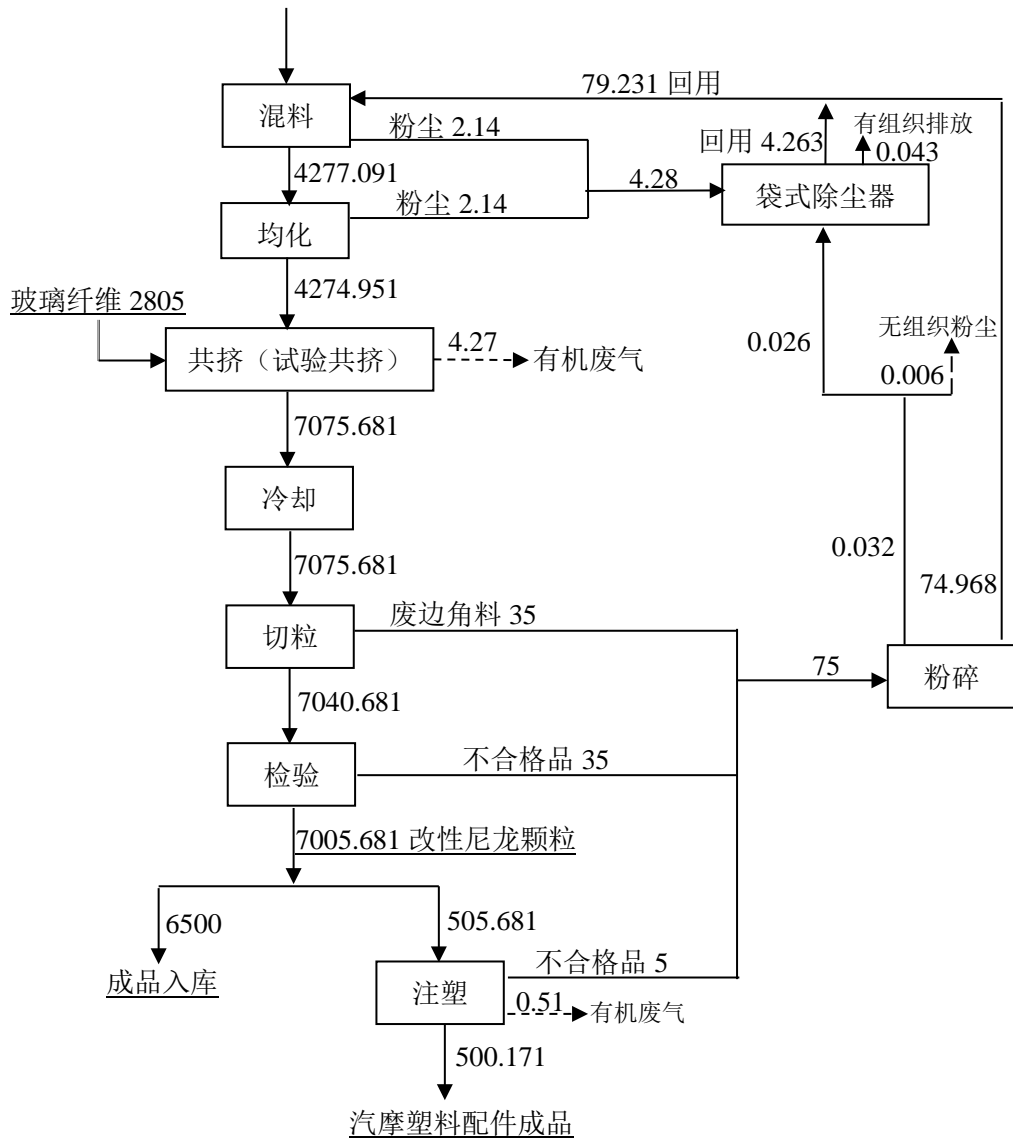 79.231 回用
混料
粉尘 2.14
有组织排放
回用 4.263
0.043
4277.091
4.28
袋式除尘器
粉尘 2.14
均化
4274.951
玻璃纤维 2805
无组织粉尘
0.026
4.27
共挤（试验共挤）
有机废气
0.006
7075.681
冷却
0.032
7075.681
74.968
废边角料 35
切粒
75
粉碎
7040.681
不合格品 35
检验
7005.681 改性尼龙颗粒
6500
505.681
不合格品 5
成品入库
注塑
0.51
有机废气
500.171
汽摩塑料配件成品